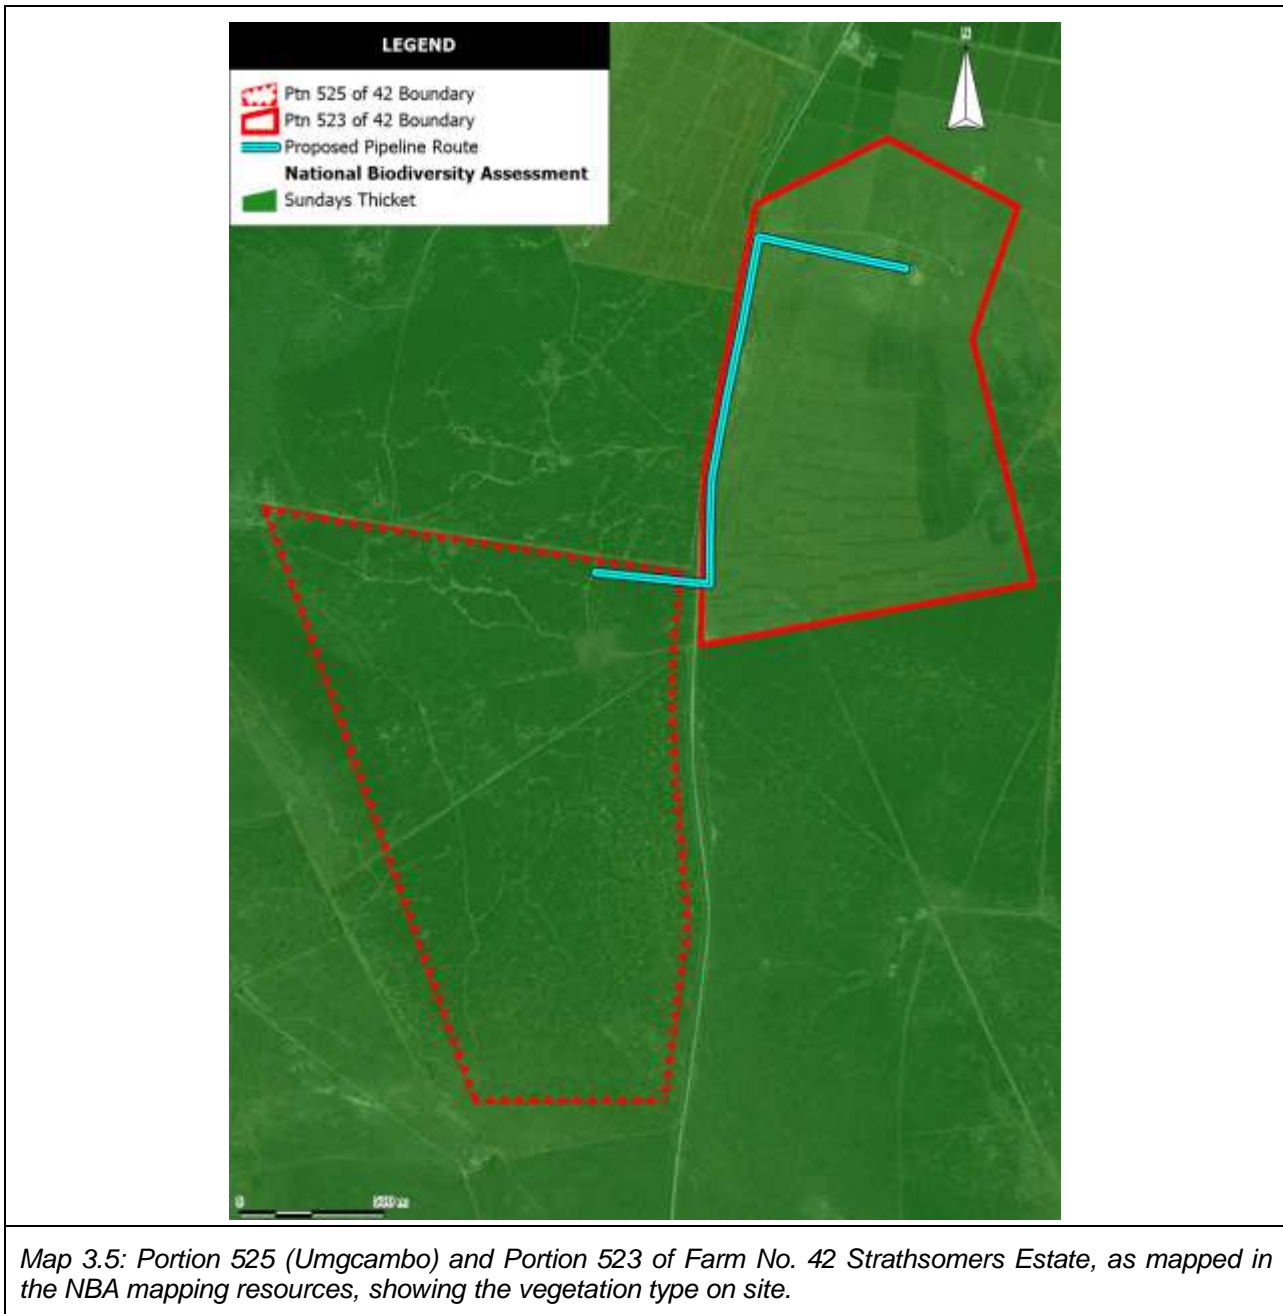 LEGEND
Ptn 525 of 42 Boundary
Ptn 523 of 42 Boundary
Proposed Pipeline Route
National Biodiversity Assessment
Sundays Thicket
0
Map 3.5: Portion 525 (Umgcambo) and Portion 523 of Farm No. 42 Strathsomers Estate, as mapped in
the NBA mapping resources, showing the vegetation type on site.